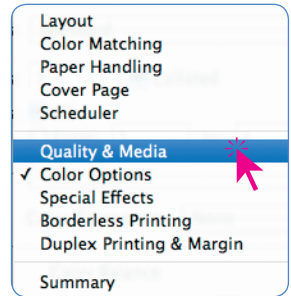 Layout
Color Matching
Paper Handling
Cover Page
Scheduler
Quality & Media
✓ Color Options
Special Effects
Borderless Printing
Duplex Printing & Margin
Summary